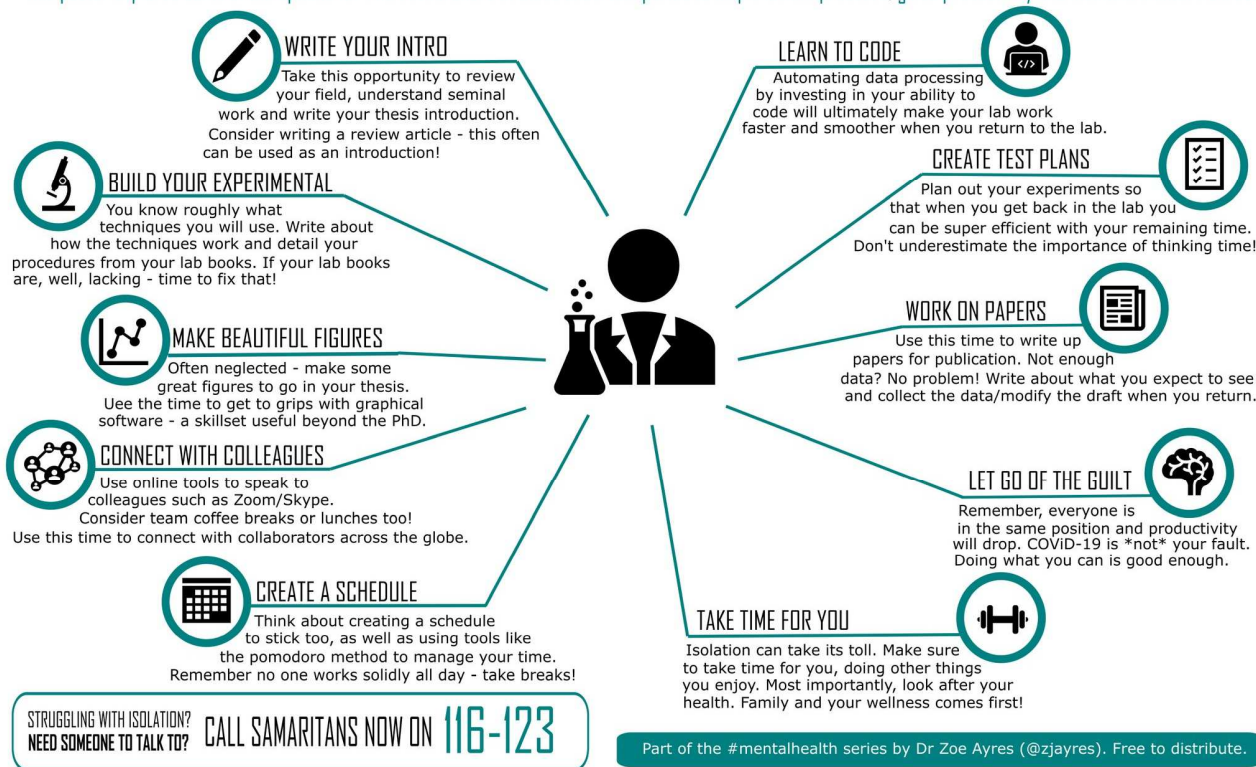 WRITE YOUR INTRO
Take this opportunity to review
your field, understand seminal
work and write your thesis introduction.
Consider writing a review article - this often
can be used as an introduction!
BUILD YOUR EXPERIMENTAL
You know roughly what
techniques you will use. Write about
how the techniques work and detail your
procedures from your lab books. If your lab books
are, well, lacking - time to fix that!
MAKE BEAUTIFUL FIGURES
Often neglected - make some
great figures to go in your thesis.
Uee the time to get to grips with graphical
software - a skillset useful beyond the PhD.
CONNECT WITH COLLEAGUES
Use online tools to speak to
colleagues such as Zoom/Skype.
Consider team coffee breaks or lunches too!
Use this time to connect with collaborators across the globe.
CREATE A SCHEDULE
Think about creating a schedule
to stick too, as well as using tools like
the pomodoro method to manage your time.
Remember no one works solidly all day - take breaks!
LEARN TO CODE
</>
Automating data processing
by investing in your ability to
code will ultimately make your lab work
faster and smoother when you return to the lab.
CREATE TEST PLANS
Plan out your experiments so
that when you get back in the lab you
can be super efficient with your remaining time.
Don't underestimate the importance of thinking time!
WORK ON PAPERS
Use this time to write up
papers for publication. Not enough
data? No problem! Write about what you expect to see
and collect the data/modify the draft when you return.
LET GO OF THE GUILT
Remember, everyone is
in the same position and productivity
will drop. COViD-19 is *not* your fault.
Doing what you can is good enough.
TAKE TIME FOR YOU
Isolation can take its toll. Make sure
to take time for you, doing other things
you enjoy. Most importantly, look after your
health. Family and your wellness comes first!
STRUGGLING WITH ISOLATION?
NEED SOMEONE TO TALK TO?
CALL SAMARITANS NOW ON 116-123
Part of the #mentalhealth series by Dr Zoe Ayres (@zjayres). Free to distribute.